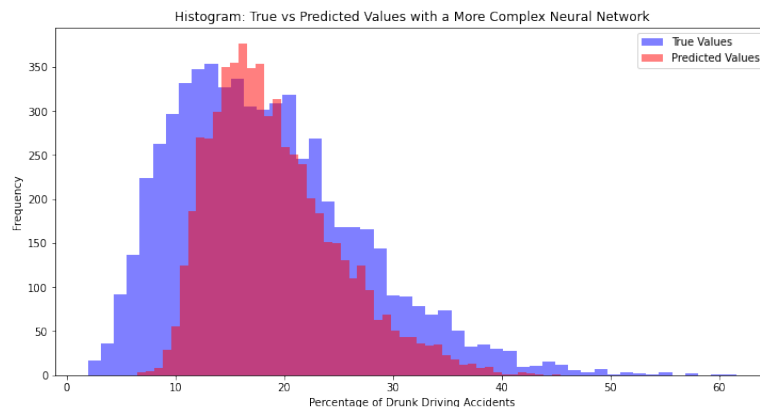 Histogram: True vs Predicted Values with a More Complex Neural Network
True Values
Predicted Values
350
300
250
200
150
100
50
0
Frequency
0 10 20 30 40 50 60
Percentage of Drunk Driving Accidents